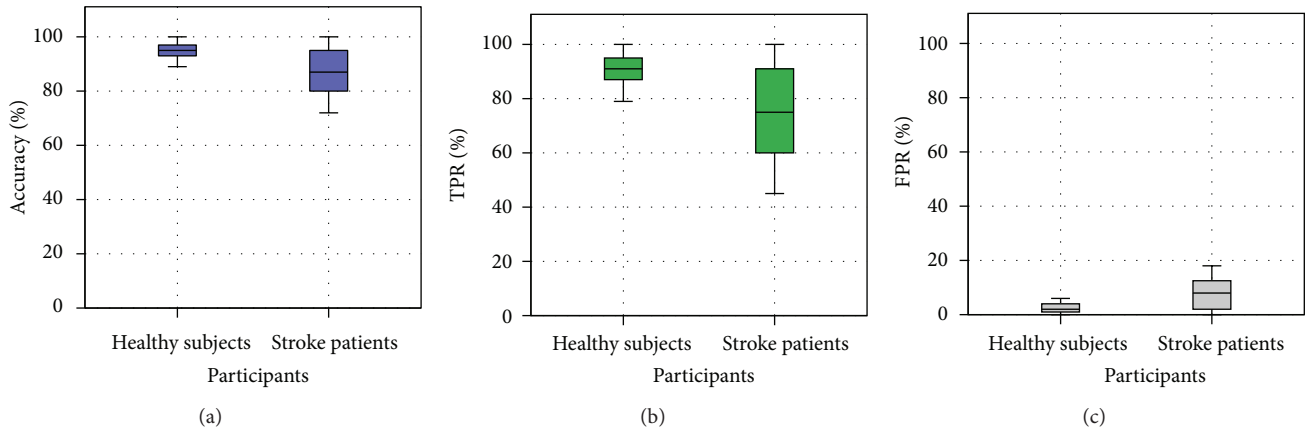 100
80
60
40
20
0
Accuracy (%)
Healthy subjects
Stroke patients
Participants
(a)
100
80
60
40
20
0
TPR (%)
Healthy subjects
Stroke patients
Participants
(b)
100
80
60
40
20
0
FPR (%)
Healthy subjects
Stroke patients
Participants
(c)